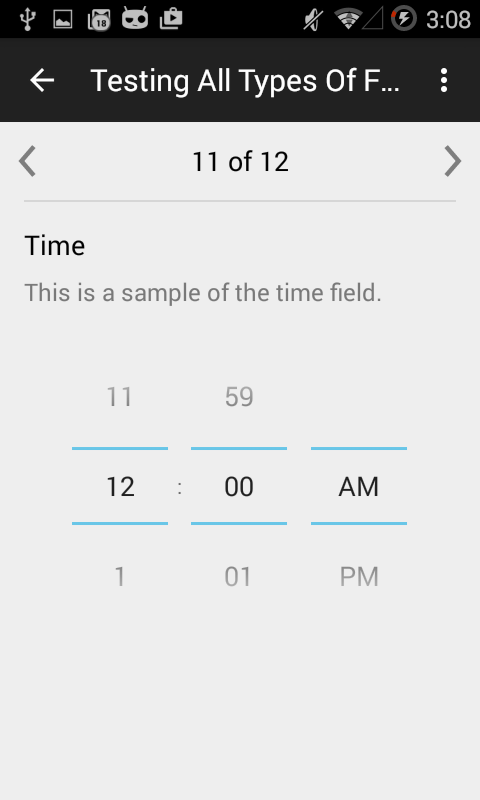 18
3:08
Testing All Types Of F...
11 of 12
Time
This is a sample of the time field.
11 59
12 : 00 AM
1 01 PM